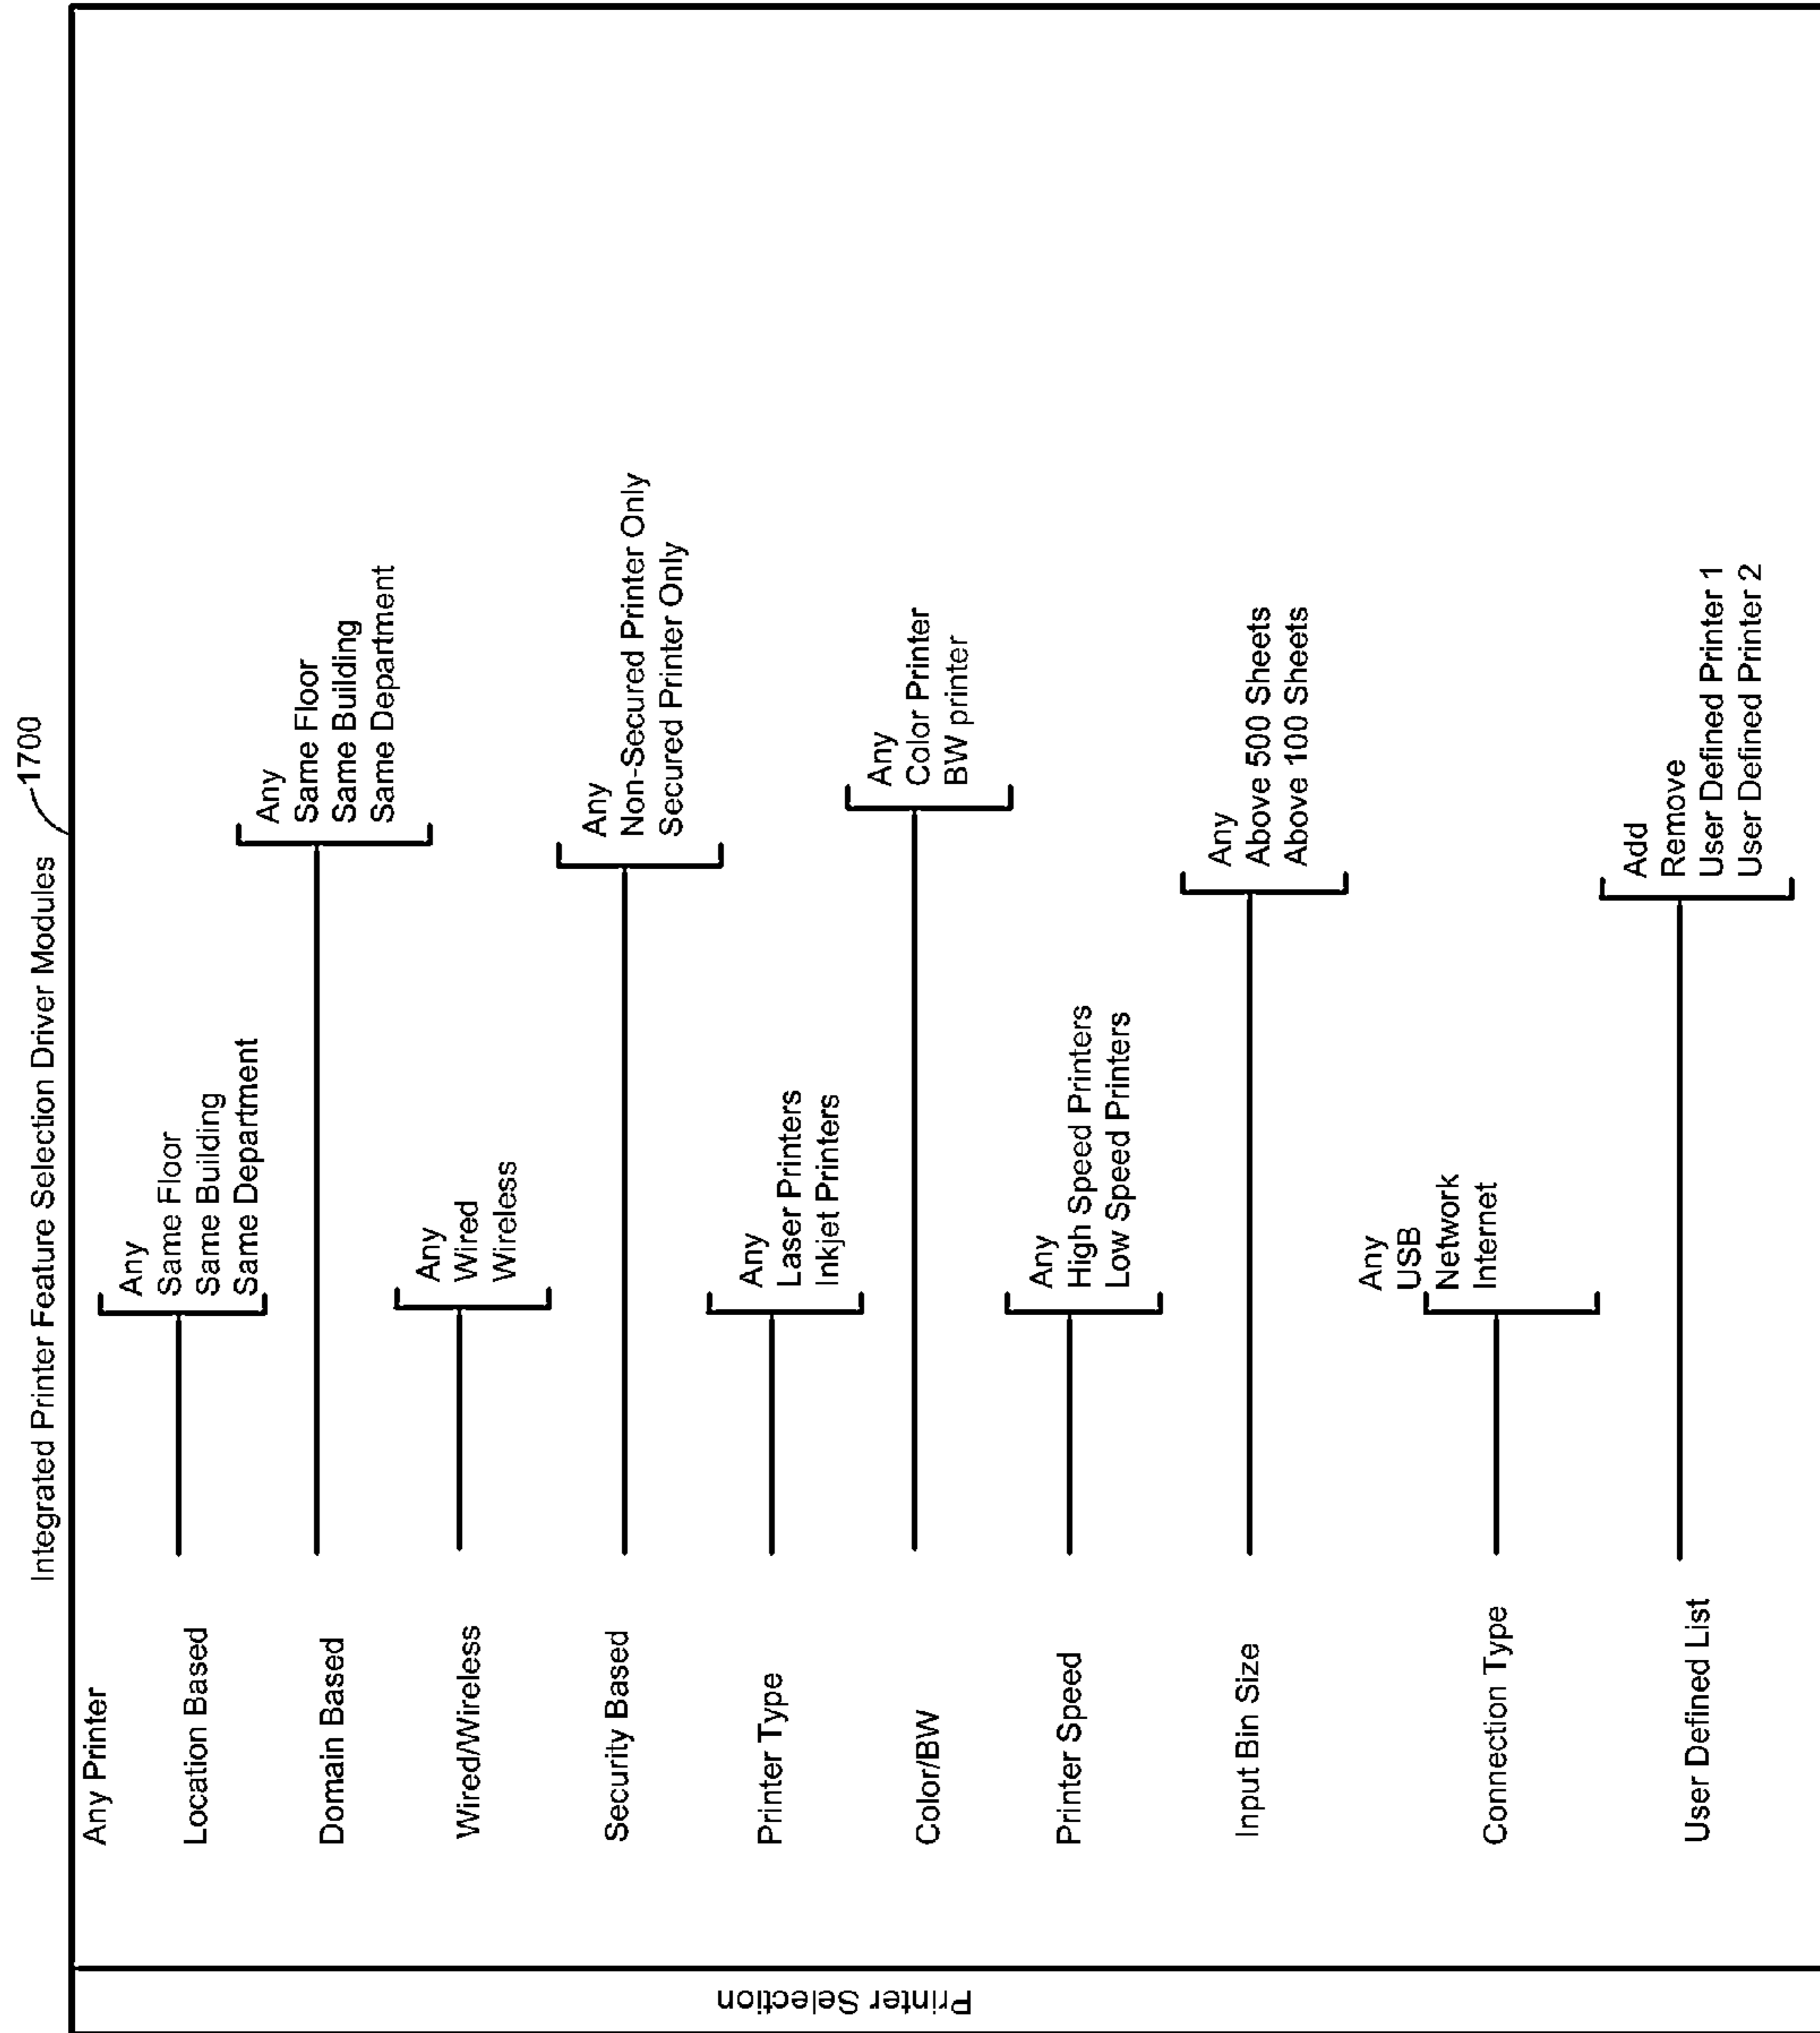 Integrated Printer Feature Selection Driver Modules
1700
Printer Selection
Any Printer
Location Based
Any
Same Floor
Same Building
Same Department
Domain Based
Any
Same Floor
Same Building
Same Department
Wired/Wireless
Any
Wired
Wireless
Security Based
Any
Non-Secured Printer Only
Secured Printer Only
Printer Type
Any
Laser Printers
Inkjet Printers
Color/BW
Any
Color Printer
BW printer
Printer Speed
Any
High Speed Printers
Low Speed Printers
Input Bin Size
Any
Above 500 Sheets
Above 100 Sheets
Connection Type
Any
USB
Network
Internet
User Defined List
Add
Remove
User Defined Printer 1
User Defined Printer 2